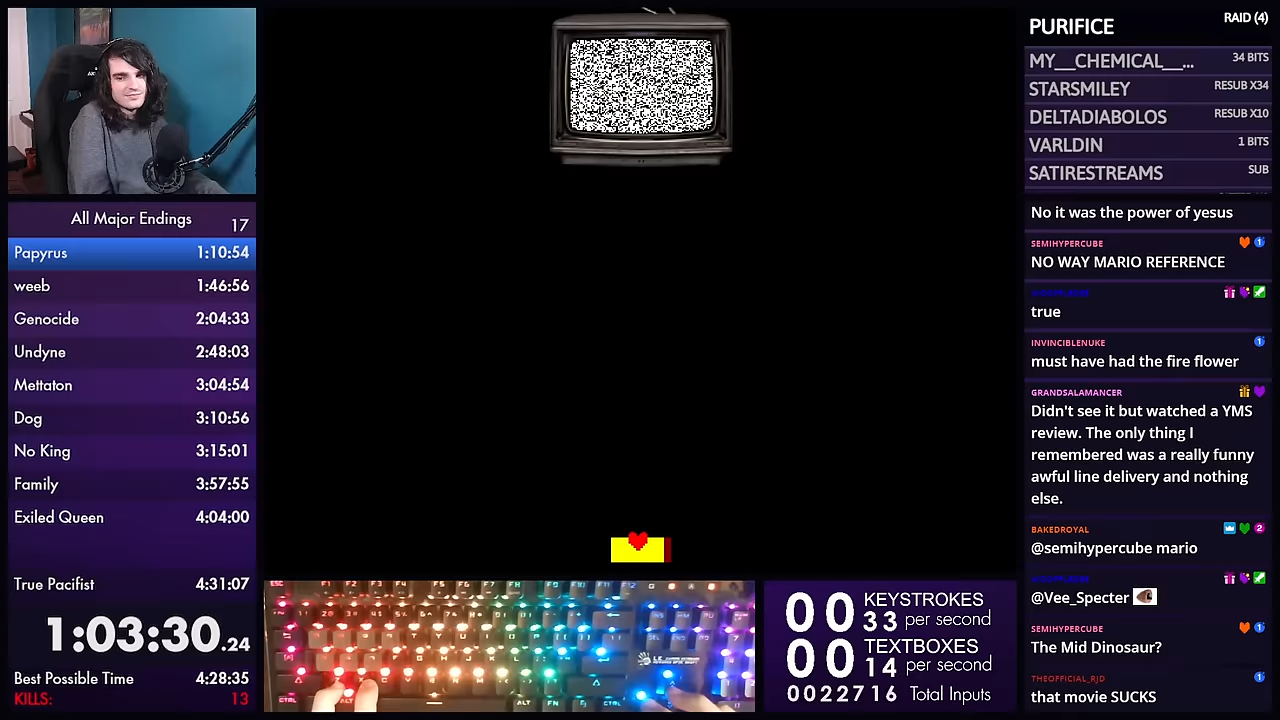 All Major Endings 17
Papyrus 1:10:54
weeb 1:46:56
Genocide 2:04:33
Undyne 2:48:03
Mettaton 3:04:54
Dog 3:10:56
No King 3:15:01
Family 3:57:55
Exiled Queen 4:04:00
True Pacifist 4:31:07
1:03:30.24
Best Possible Time 4:28:35
KILLS: 13
00 33 KEYSTROKES per second
00 14 TEXTBOXES per second
0022716 Total Inputs
PURIFICE RAID (4)
MY__CHEMICAL__... 34 BITS
STARSMILEY RESUB X34
DELTADIABOLOS RESUB X10
VARLDIN 1 BITS
SATIRESTREAMS SUB
No it was the power of yesus
SEMIHYPERCUBE
NO WAY MARIO REFERENCE
true
INVINCIBLENUKE
must have had the fire flower
GRANDSALAMANCER
Didn't see it but watched a YMS
review. The only thing I
remembered was a really funny
awful line delivery and nothing
else.
BAKEDROYAL
@semihypercube mario
@Vee_Specter
SEMIHYPERCUBE
The Mid Dinosaur?
THEOFFICIAL_RJD
that movie SUCKS